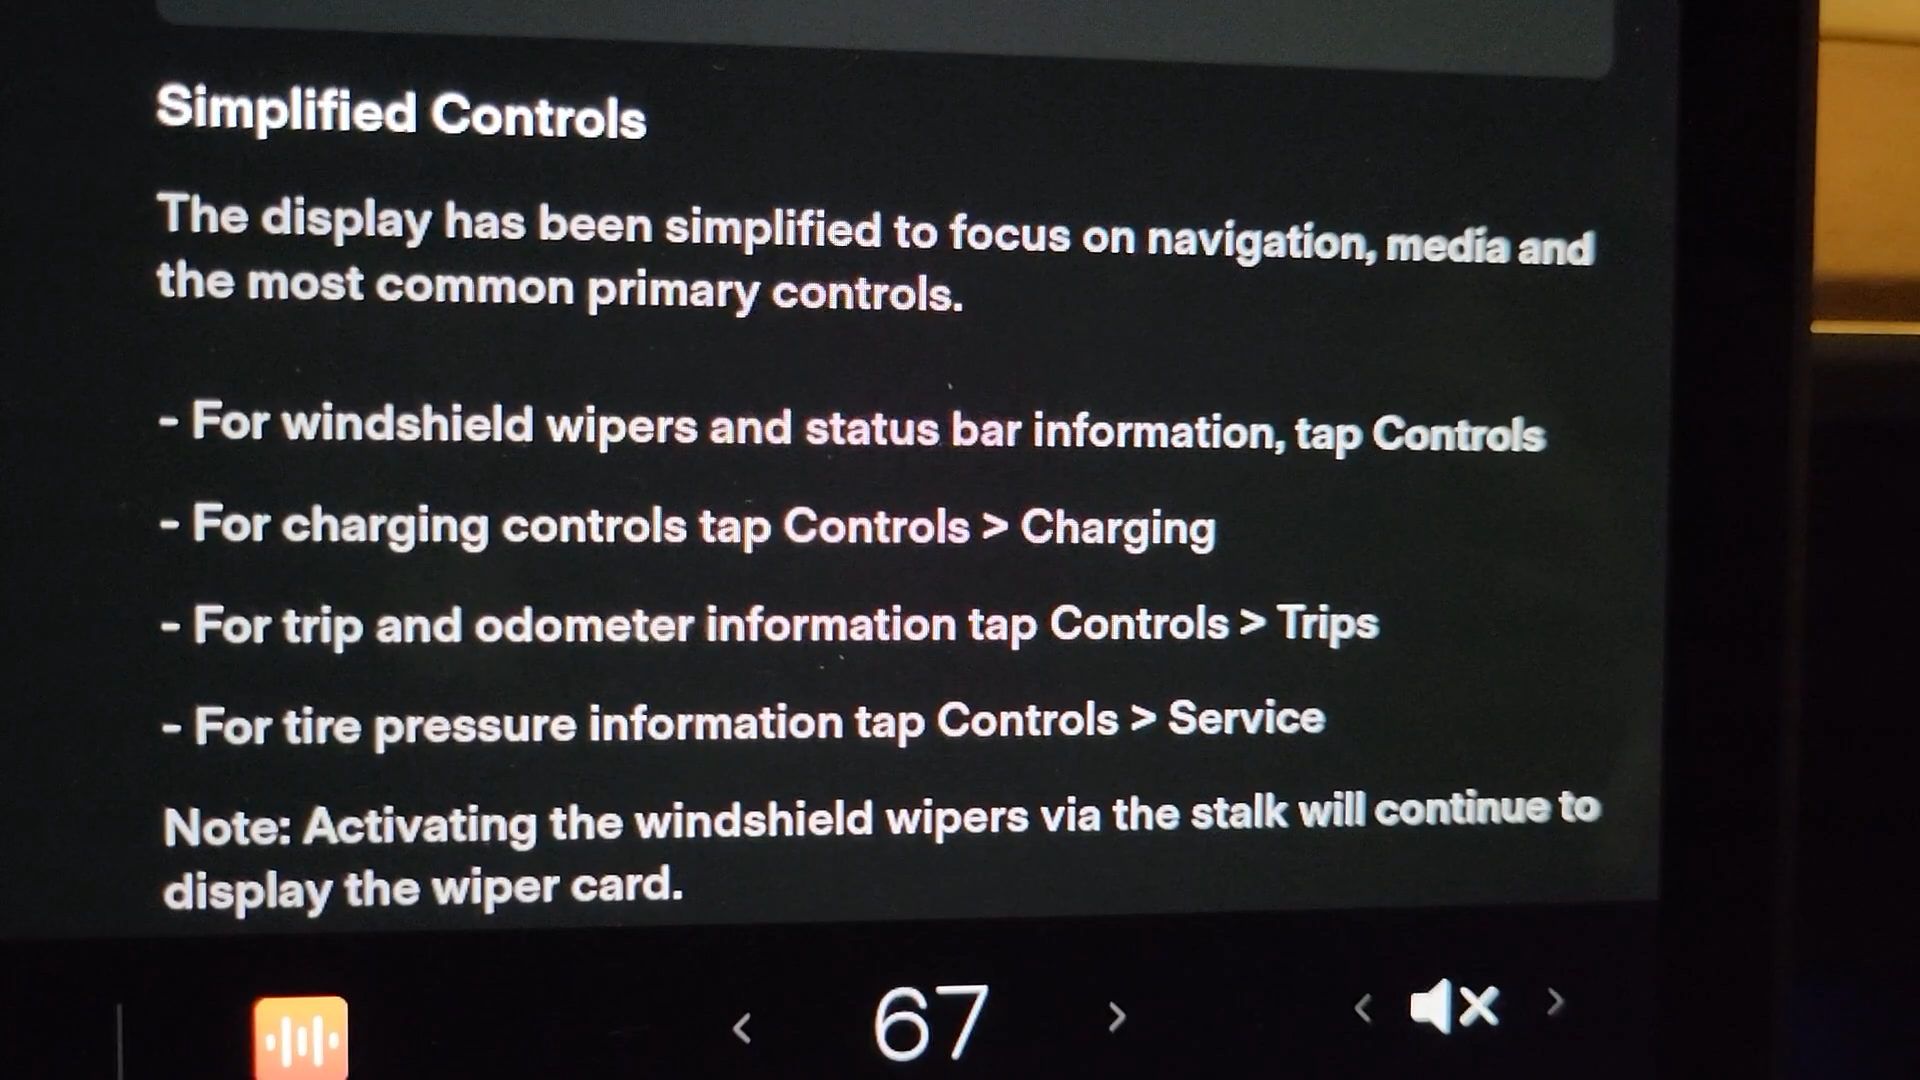 Simplified Controls
The display has been simplified to focus on navigation, media and
the most common primary controls.
- For windshield wipers and status bar information, tap Controls
- For charging controls tap Controls > Charging
- For trip and odometer information tap Controls > Trips
- For tire pressure information tap Controls > Service
Note: Activating the windshield wipers via the stalk will continue to
display the wiper card.
< 67 > < >